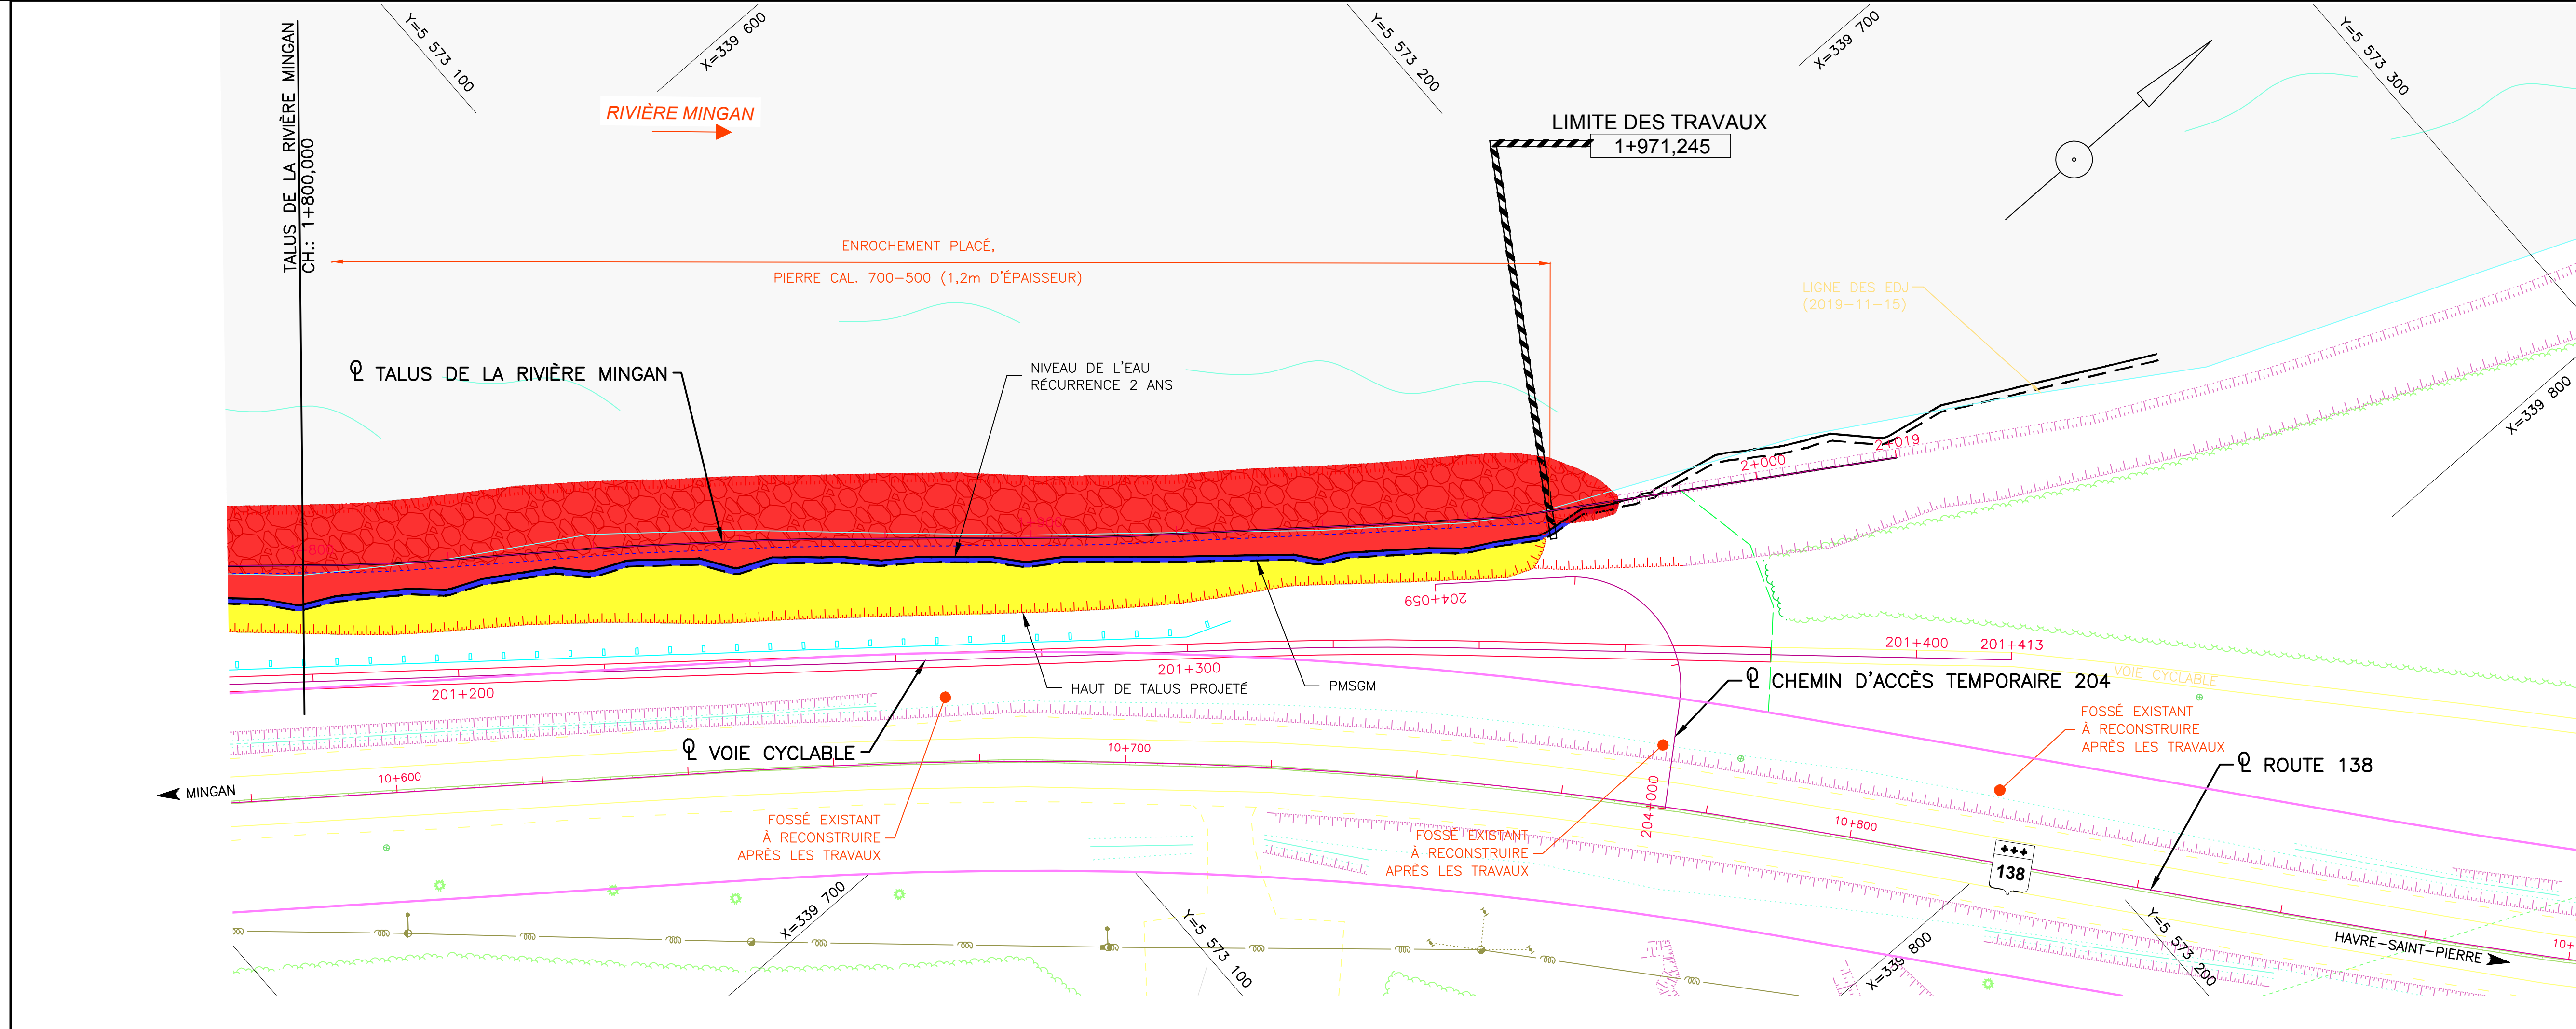 Y=5 573 100
X=339 600
Y=5 573 200
X=339 700
Y=5 573 300
TALUS DE LA RIVIÈRE MINGAN
CH.: 1+800,000
RIVIÈRE MINGAN
LIMITE DES TRAVAUX
1+971,245
ENROCHEMENT PLACÉ,
PIERRE CAL. 700-500 (1,2m D'ÉPAISSEUR)
LIGNE DES EDJ
(2019-11-15)
℄ TALUS DE LA RIVIÈRE MINGAN
NIVEAU DE L'EAU
RÉCURRENCE 2 ANS
X=339 800
2+019
2+000
204+059
201+200
201+300
201+400
201+413
HAUT DE TALUS PROJETÉ
PMSGM
℄ CHEMIN D'ACCÈS TEMPORAIRE 204
VOIE CYCLABLE
℄ VOIE CYCLABLE
FOSSÉ EXISTANT
À RECONSTRUIRE
APRÈS LES TRAVAUX
℄ ROUTE 138
10+600
10+700
10+800
MINGAN
204+000
FOSSÉ EXISTANT
À RECONSTRUIRE
APRÈS LES TRAVAUX
FOSSÉ EXISTANT
À RECONSTRUIRE
APRÈS LES TRAVAUX
138
X=339 700
Y=5 573 100
X=339 800
Y=5 573 200
HAVRE-SAINT-PIERRE